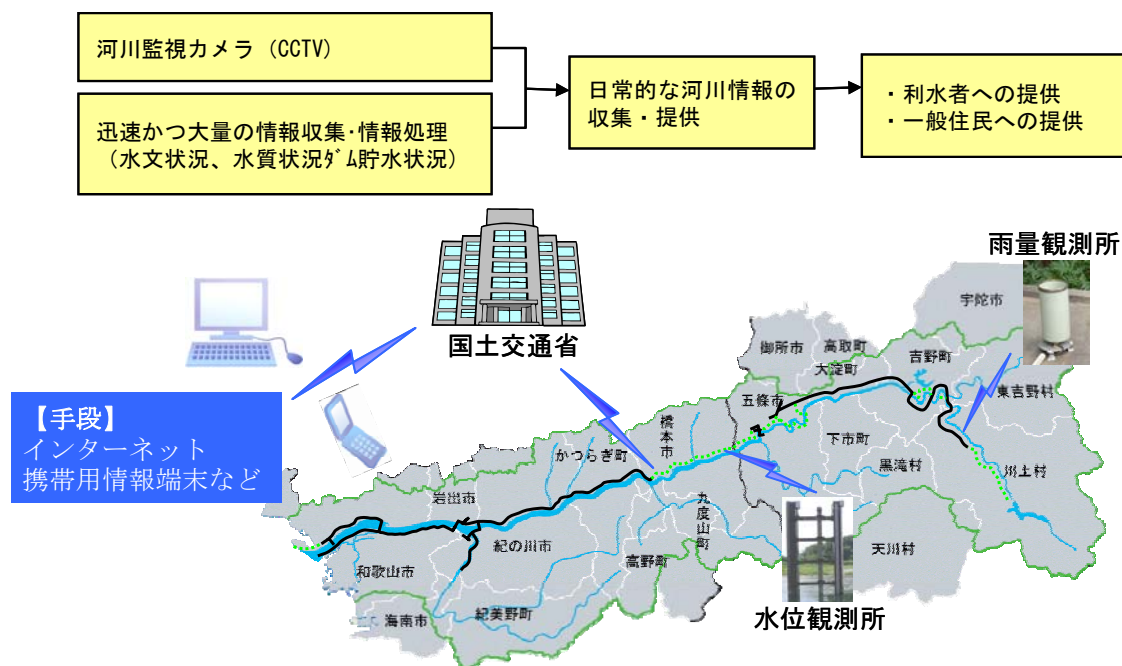 河川監視カメラ（CCTV）
迅速かつ大量の情報収集･情報処理
（水文状況、水質状況ﾀﾞﾑ貯水状況）
日常的な河川情報の
収集・提供
・利水者への提供
・一般住民への提供
雨量観測所
国土交通省
【手段】
インターネット
携帯用情報端末など
宇陀市
御所市
高取町
大淀町
吉野町
東吉野村
五條市
橋本市
下市町
かつらぎ町
黒滝村
川上村
岩出市
九度山町
紀の川市
天川村
高野町
和歌山市
紀美野町
海南市
水位観測所